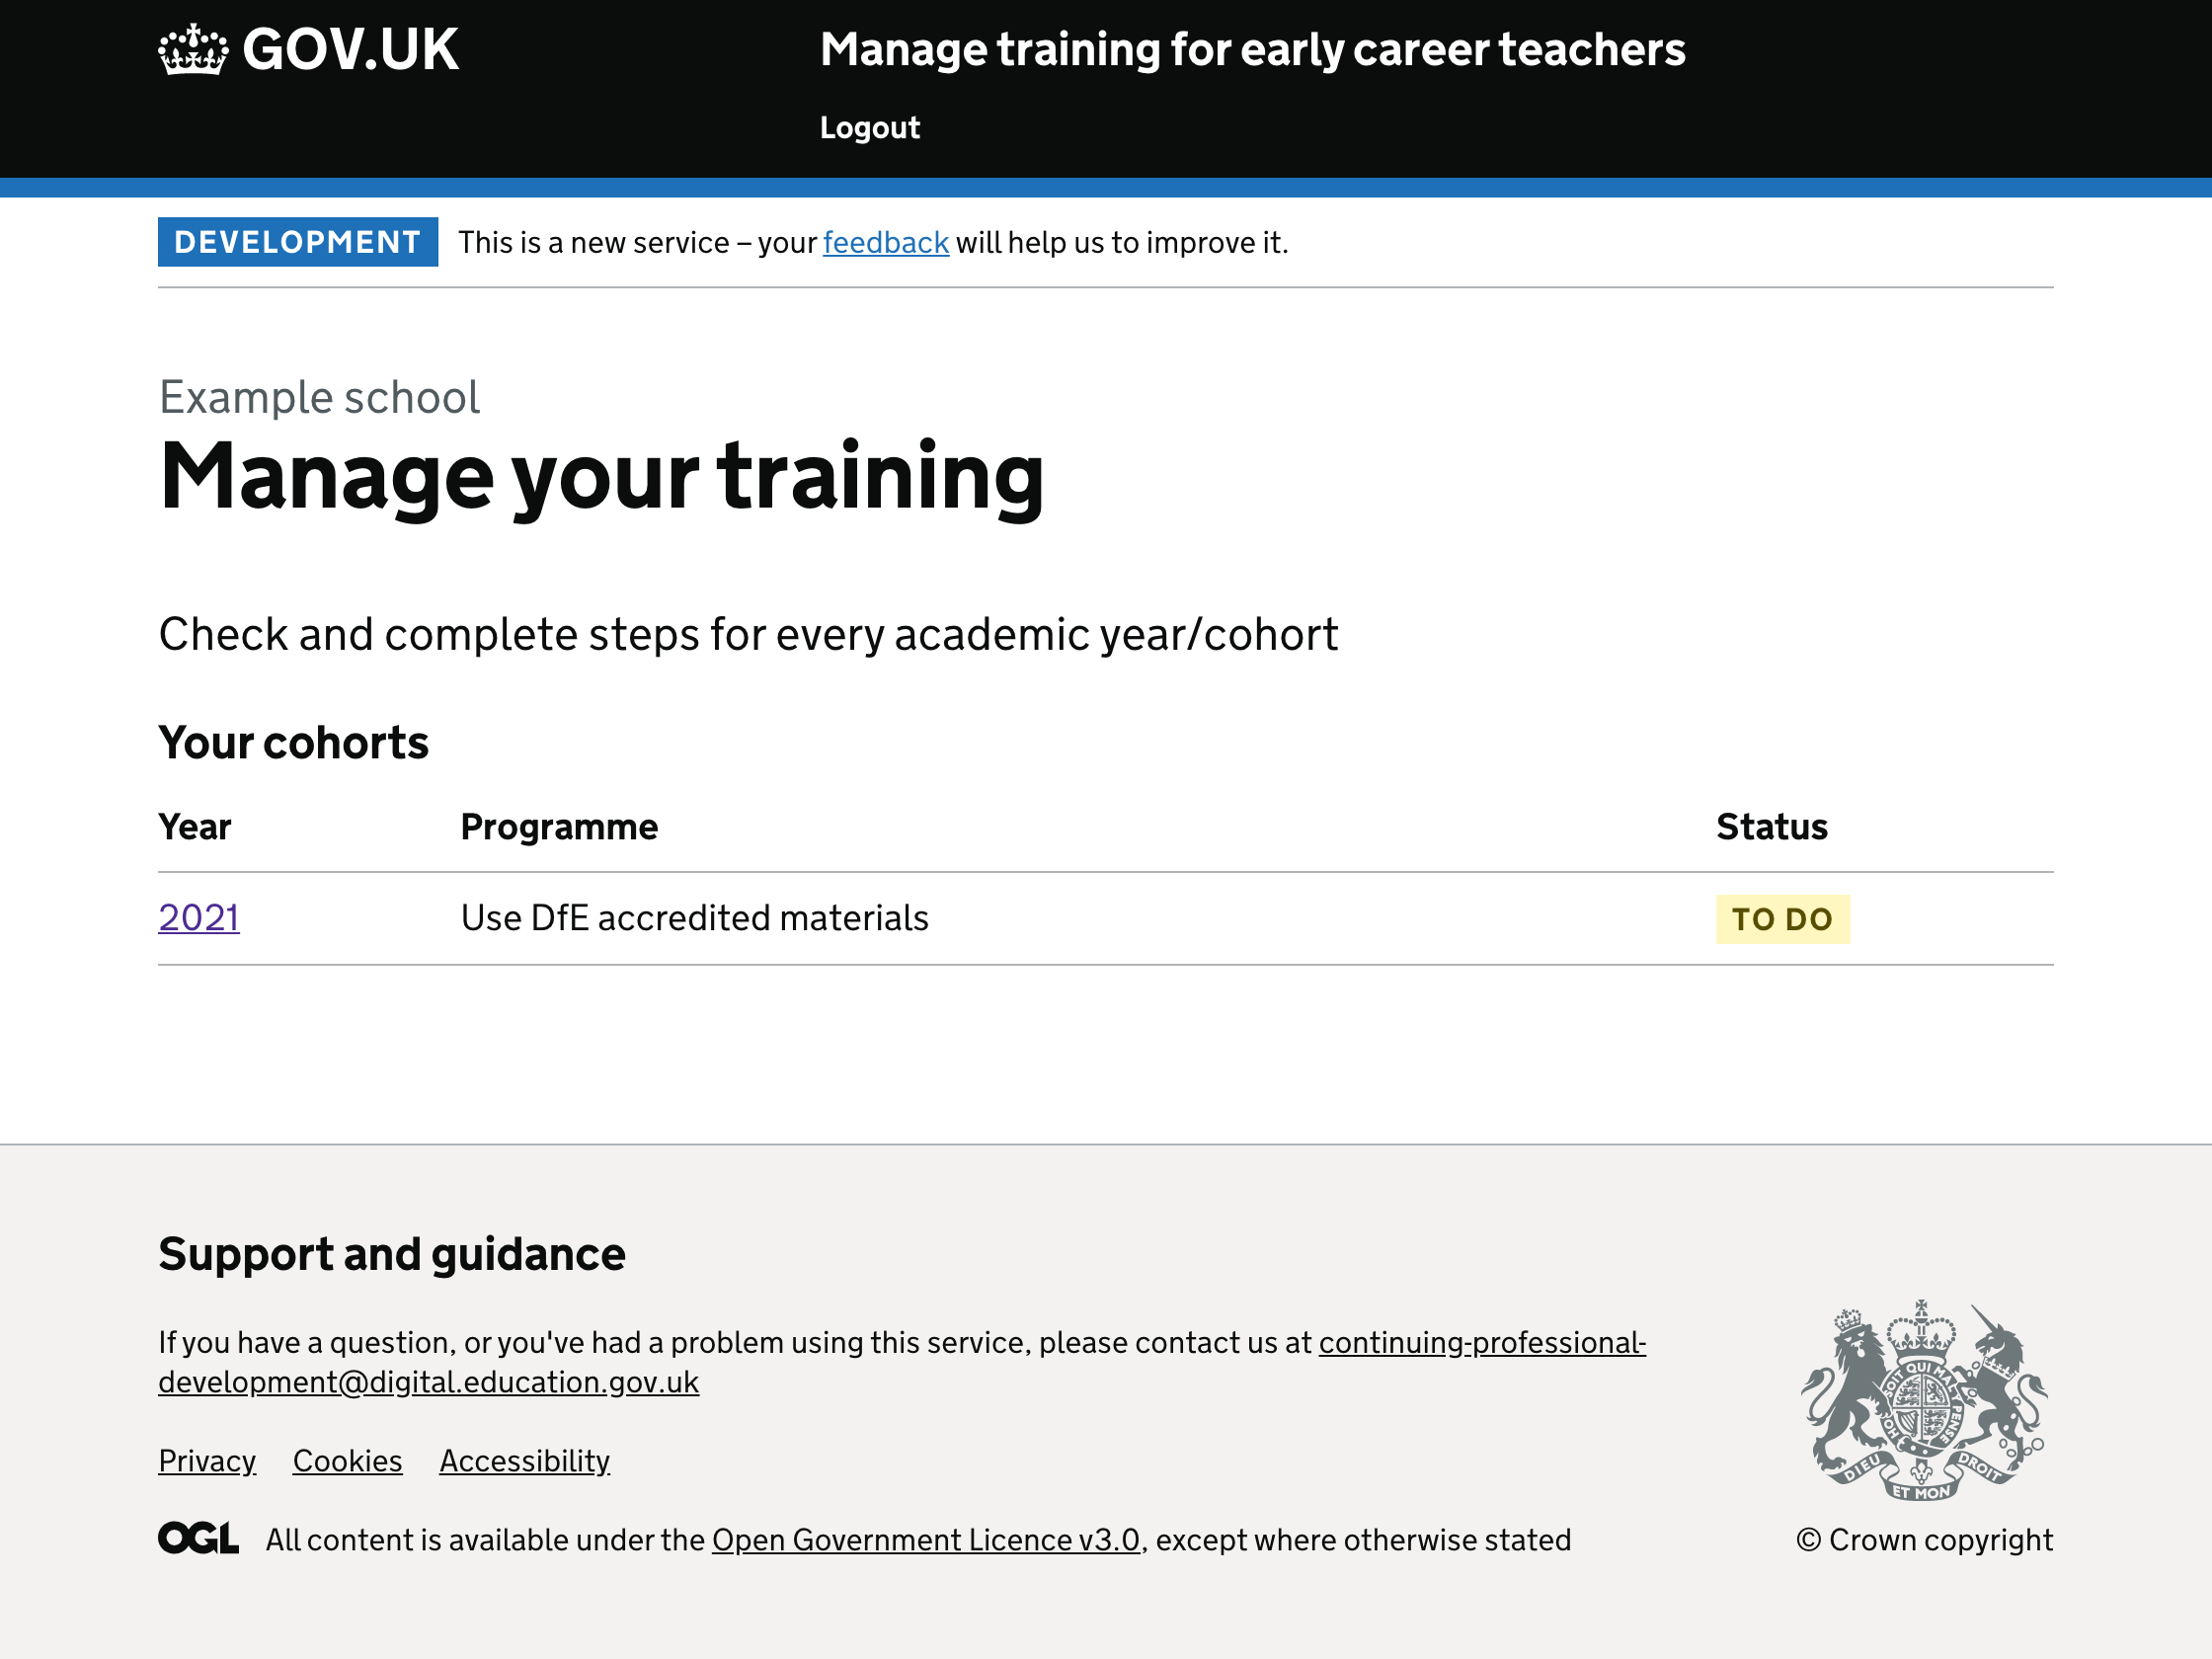 GOV.UK
Manage training for early career teachers
Logout
DEVELOPMENT This is a new service – your feedback will help us to improve it.
Example school
Manage your training
Check and complete steps for every academic year/cohort
Your cohorts
Year Programme Status
2021 Use DfE accredited materials TO DO
Support and guidance
If you have a question, or you've had a problem using this service, please contact us at continuing-professional-
development@digital.education.gov.uk
Privacy Cookies Accessibility
OGL All content is available under the Open Government Licence v3.0, except where otherwise stated
SOIT QUI MAL
PENSE
HON
DIEU ET MON DROIT
© Crown copyright